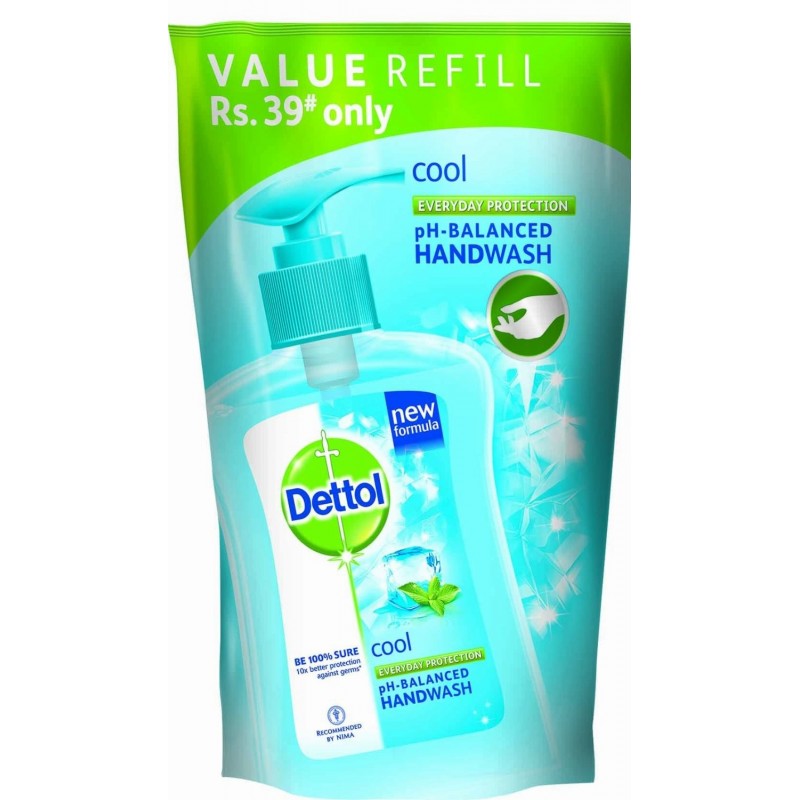 VALUE REFILL
Rs. 39# only
cool
EVERYDAY PROTECTION
pH-BALANCED
HANDWASH
new
formula
Dettol
BE 100% SURE
10x better protection
against germs*
cool
EVERYDAY PROTECTION
pH-BALANCED
HANDWASH
RECOMMENDED
BY NIMA